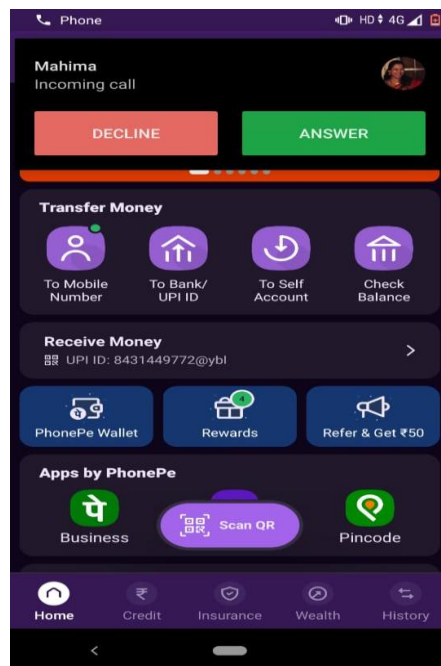 Phone
HD 4G
Mahima
Incoming call
DECLINE
ANSWER
Transfer Money
To Mobile
Number
To Bank/
UPI ID
To Self
Account
Check
Balance
Receive Money
UPI ID: 8431449772@ybl
4
PhonePe Wallet
Rewards
Refer & Get ₹50
Apps by PhonePe
पे
Scan QR
Business
Pincode
₹
Home
Credit
Insurance
Wealth
History